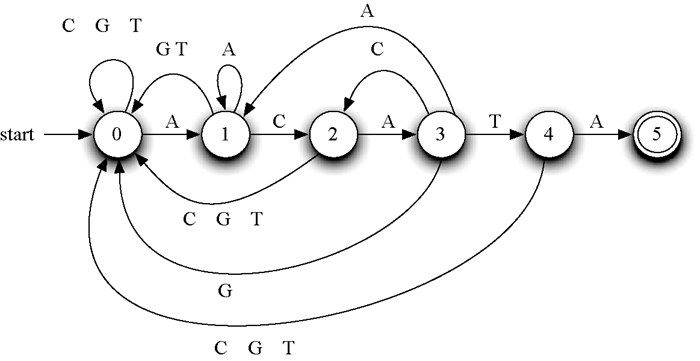 A
C G T
G T A
C
start 0 A 1 C 2 A 3 T 4 A 5
C G T
G
C G T